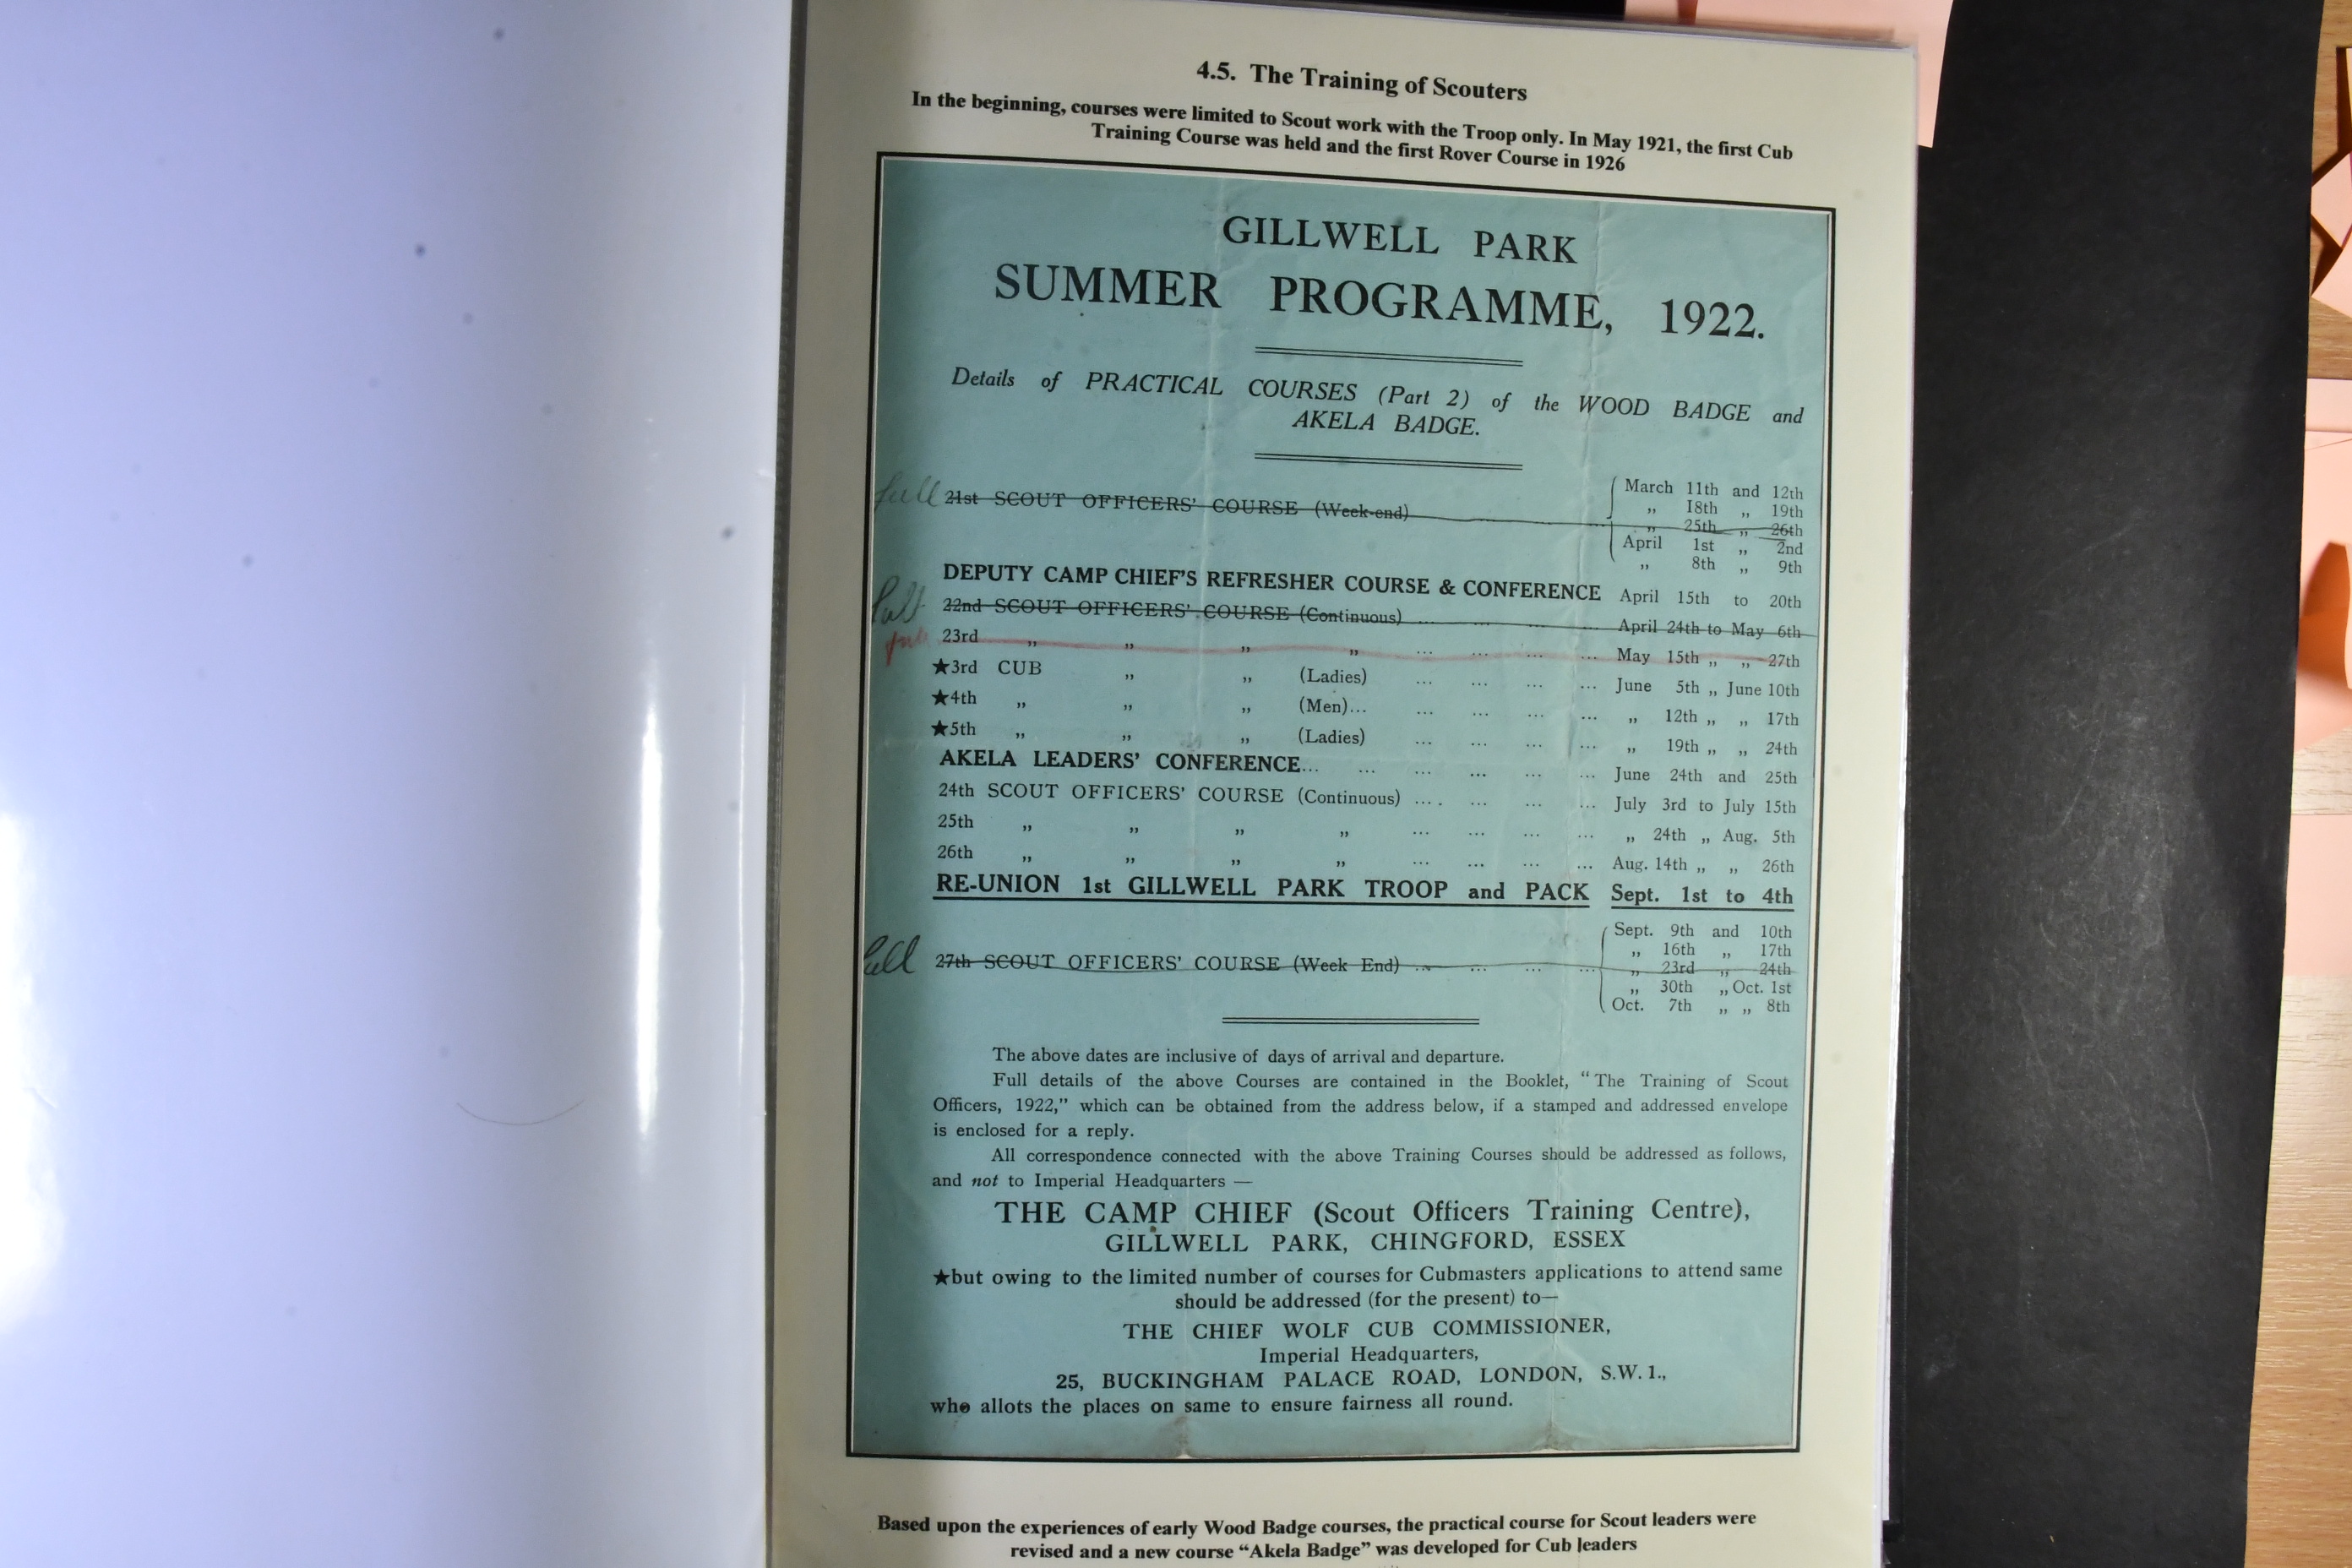 4.5. The Training of Scouters
In the beginning, courses were limited to Scout work with the Troop only. In May 1921, the first Cub
Training Course was held and the first Rover Course in 1926
GILLWELL PARK
SUMMER PROGRAMME, 1922.
Details of PRACTICAL COURSES (Part 2) of the WOOD BADGE and
AKELA BADGE.
full 21st SCOUT OFFICERS' COURSE (Week-end) March 11th and 12th
„ 18th „ 19th
„ 25th „ 26th
April 1st „ 2nd
„ 8th „ 9th
DEPUTY CAMP CHIEF'S REFRESHER COURSE & CONFERENCE April 15th to 20th
full 22nd SCOUT OFFICERS' COURSE (Continuous) ... ... ... April 24th to May 6th
full 23rd „ „ „ „ ... ... ... ... May 15th „ „ 27th
★3rd CUB „ „ (Ladies) ... ... ... ... June 5th „ June 10th
★4th „ „ „ (Men)... ... ... ... ... „ 12th „ „ 17th
★5th „ „ „ (Ladies) ... ... ... ... „ 19th „ „ 24th
AKELA LEADERS' CONFERENCE... ... ... ... ... ... June 24th and 25th
24th SCOUT OFFICERS' COURSE (Continuous) .... ... ... ... July 3rd to July 15th
25th „ „ „ „ ... ... ... ... „ 24th „ Aug. 5th
26th „ „ „ „ ... ... ... ... Aug. 14th „ „ 26th
RE-UNION 1st GILLWELL PARK TROOP and PACK Sept. 1st to 4th
full 27th SCOUT OFFICERS' COURSE (Week End) ... ... ... ... Sept. 9th and 10th
„ 16th „ 17th
„ 23rd „ 24th
„ 30th „ Oct. 1st
Oct. 7th „ „ 8th
The above dates are inclusive of days of arrival and departure.
Full details of the above Courses are contained in the Booklet, "The Training of Scout
Officers, 1922," which can be obtained from the address below, if a stamped and addressed envelope
is enclosed for a reply.
All correspondence connected with the above Training Courses should be addressed as follows,
and not to Imperial Headquarters —
THE CAMP CHIEF (Scout Officers Training Centre),
GILLWELL PARK, CHINGFORD, ESSEX
★but owing to the limited number of courses for Cubmasters applications to attend same
should be addressed (for the present) to—
THE CHIEF WOLF CUB COMMISSIONER,
Imperial Headquarters,
25, BUCKINGHAM PALACE ROAD, LONDON, S.W.1.,
who allots the places on same to ensure fairness all round.
Based upon the experiences of early Wood Badge courses, the practical course for Scout leaders were
revised and a new course “Akela Badge” was developed for Cub leaders